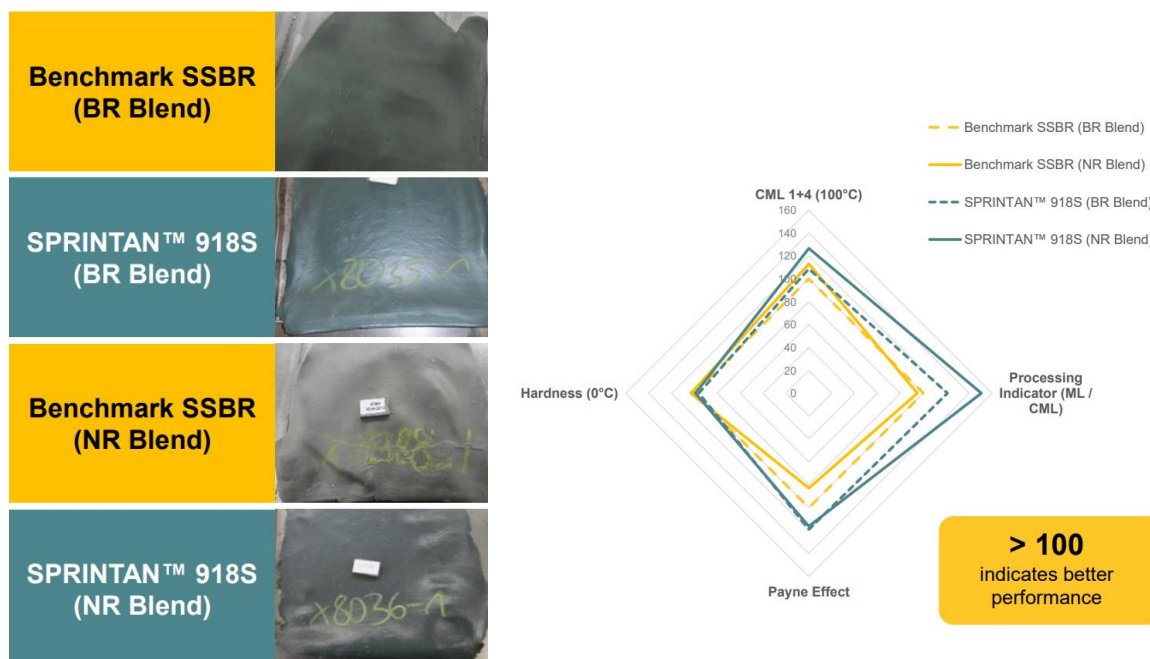 Benchmark SSBR
(BR Blend)
SPRINTAN™ 918S
(BR Blend)
x8035-1
Benchmark SSBR
(NR Blend)
SPRINTAN™ 918S
(NR Blend)
x8036-1
Benchmark SSBR (BR Blend)
Benchmark SSBR (NR Blend)
SPRINTAN™ 918S (BR Blend)
SPRINTAN™ 918S (NR Blend)
CML 1+4 (100°C)
160
140
120
100
80
60
40
20
0
Hardness (0°C)
Processing
Indicator (ML /
CML)
Payne Effect
> 100
indicates better
performance